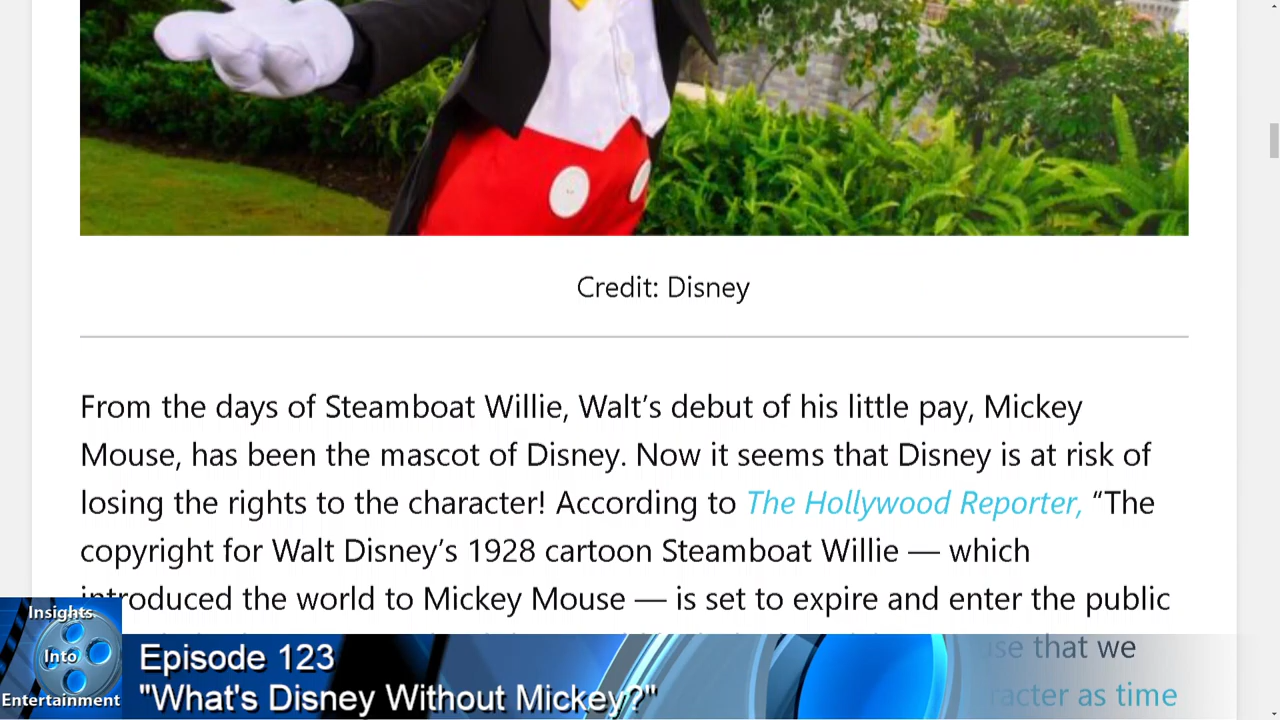 Credit: Disney
From the days of Steamboat Willie, Walt’s debut of his little pay, Mickey
Mouse, has been the mascot of Disney. Now it seems that Disney is at risk of
losing the rights to the character! According to The Hollywood Reporter, “The
copyright for Walt Disney’s 1928 cartoon Steamboat Willie — which
introduced the world to Mickey Mouse — is set to expire and enter the public
that we
as time
Insights
Into
Entertainment
Episode 123
"What's Disney Without Mickey?"